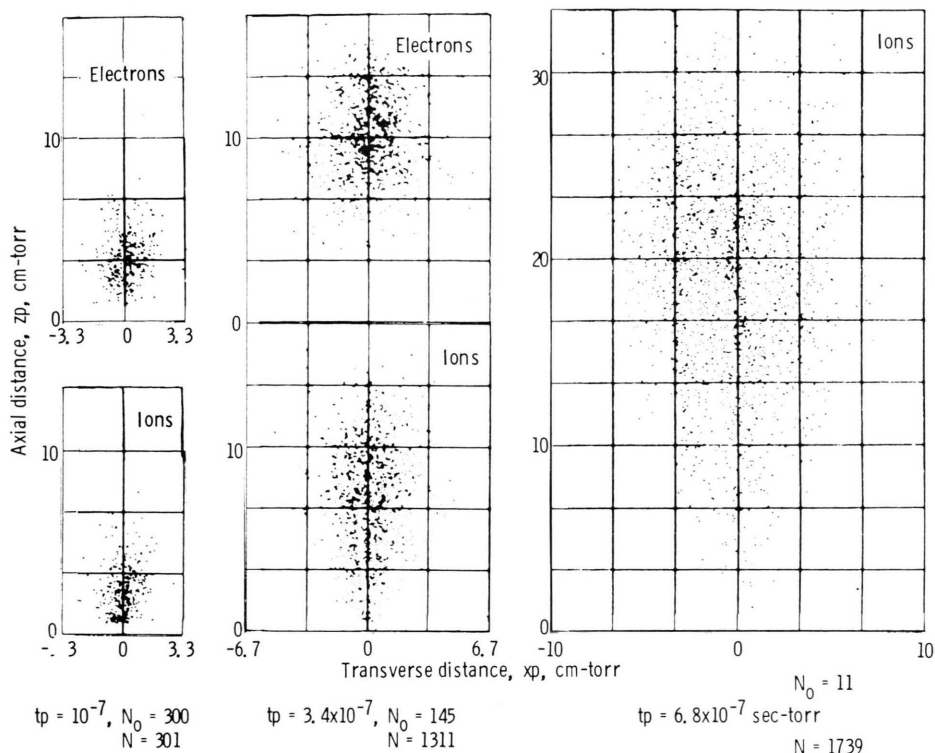 Electrons
10
0
-3.3 0 3.3
Ions
10
0
-. 3 0 3.3
Electrons
10
0
Ions
10
0
-6.7 0 6.7
Ions
30
20
10
0
-10 0 10
Axial distance, zp, cm-torr
Transverse distance, xp, cm-torr
tp = 10⁻⁷, N₀ = 300
N = 301
tp = 3.4x10⁻⁷, N₀ = 145
N = 1311
N₀ = 11
tp = 6.8x10⁻⁷ sec-torr
N = 1739